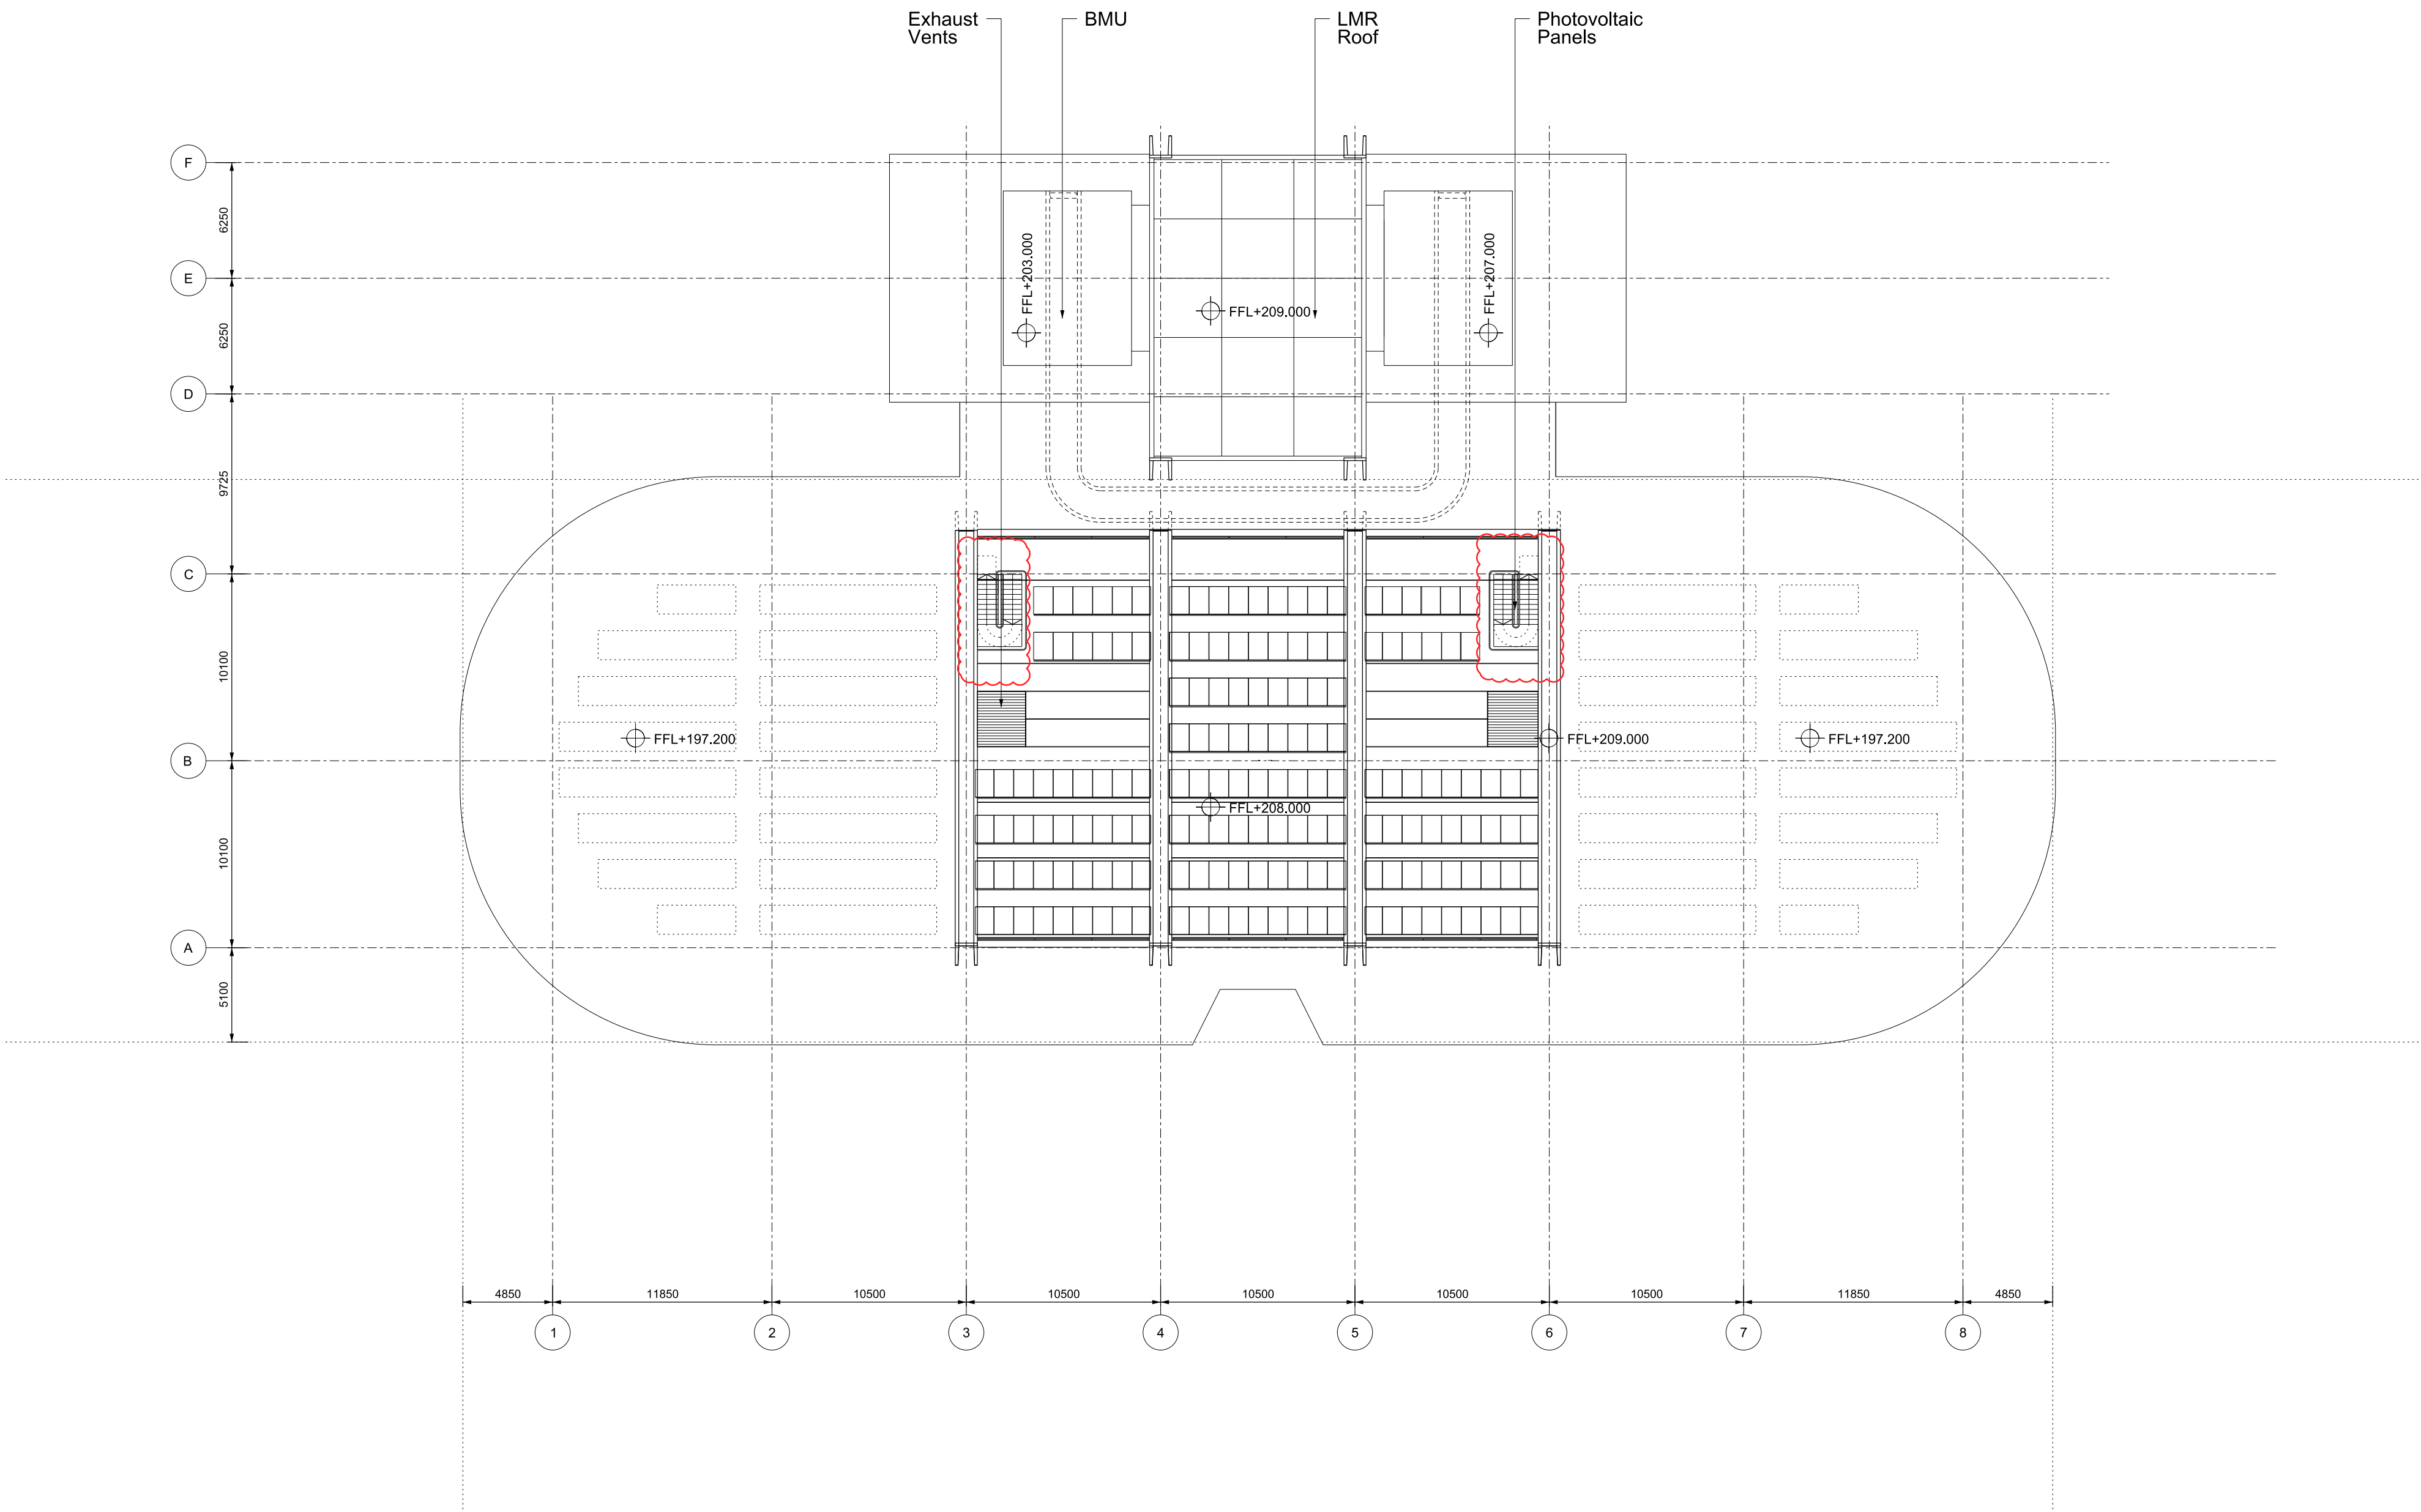 Exhaust
Vents
BMU
LMR
Roof
Photovoltaic
Panels
F
6250
E
6250
D
9725
C
10100
B
10100
A
5100
FFL+203.000
FFL+209.000
FFL+207.000
FFL+197.200
FFL+209.000
FFL+197.200
FFL+208.000
4850
11850
10500
10500
10500
10500
10500
11850
4850
1
2
3
4
5
6
7
8